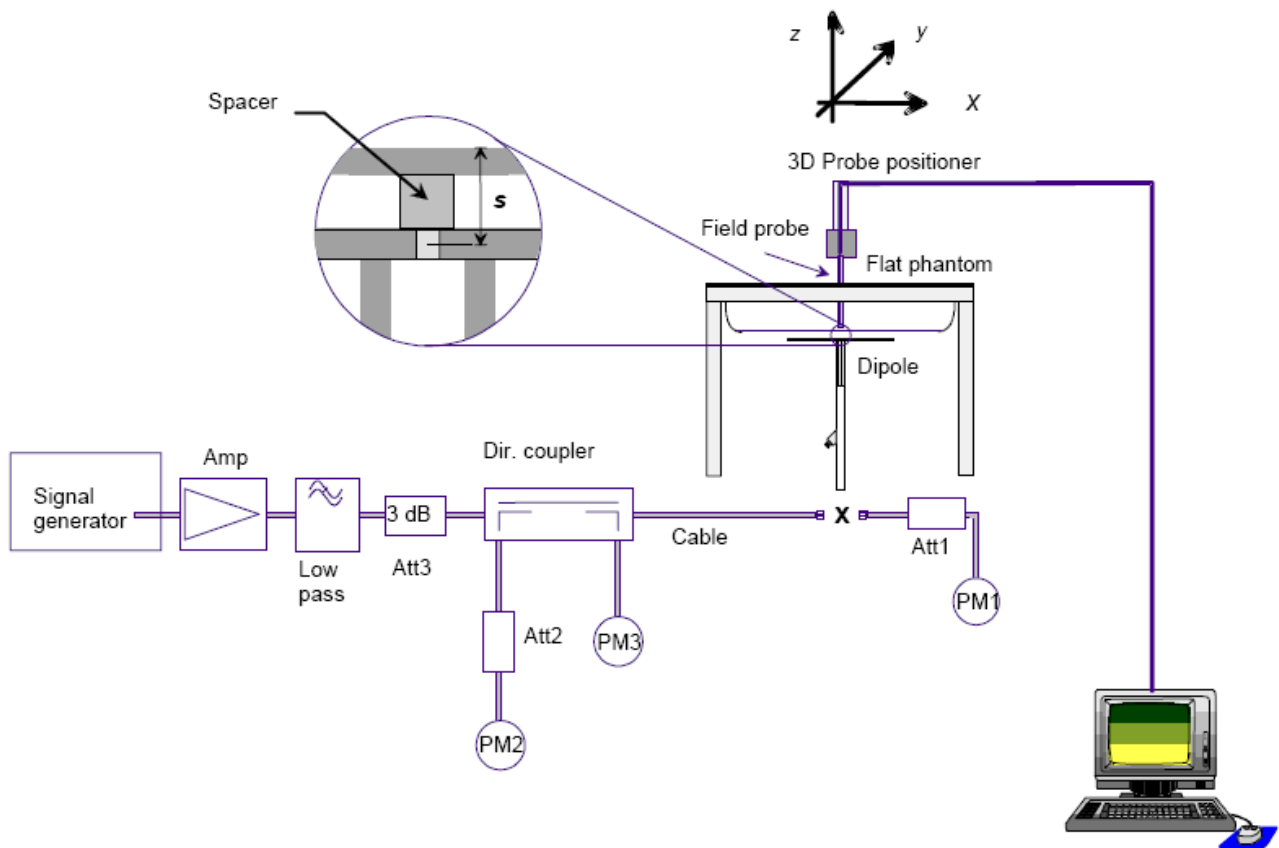 z
y
X
Spacer
3D Probe positioner
s
Field probe
Flat phantom
Dipole
Signal
generator
Amp
Low
pass
3 dB
Att3
Dir. coupler
Cable
X
Att1
PM1
Att2
PM3
PM2